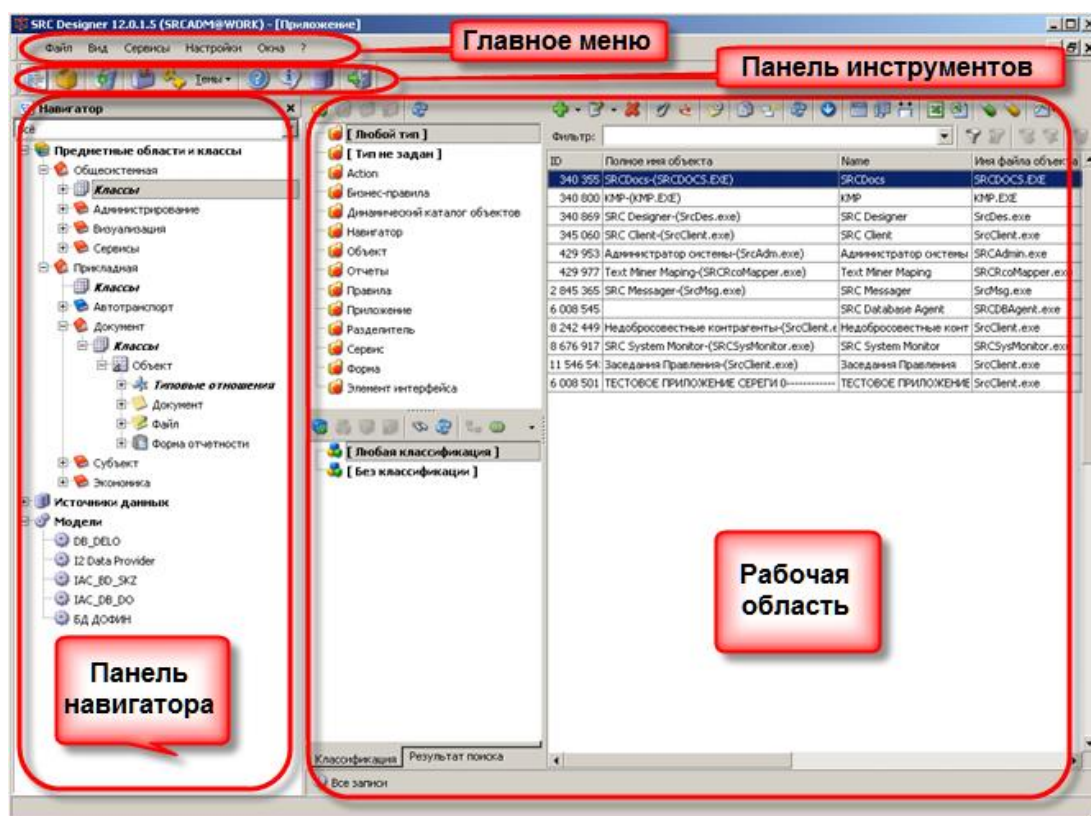 SRC Designer 12.0.1.5 (SRCADM@WORK) - [Приложение]
Файл Вид Сервисы Настройки Окна ?
Главное меню
Темы
Панель инструментов
Навигатор
Предметные области и классы
Общесистемная
Классы
Администрирование
Визуализация
Сервисы
Прикладная
Классы
Автотранспорт
Документ
Классы
Объект
Типовые отношения
Документ
Файл
Форма отчетности
Субъект
Экономика
Источники данных
Модели
DB_DELO
I2 Data Provider
IAC_BD_SKZ
IAC_DB_DO
БД ДОФИН
Панель
навигатора
[ Любой тип ]
[ Тип не задан ]
Action
Бизнес-правила
Динамический каталог объектов
Навигатор
Объект
Отчеты
Правила
Приложение
Разделитель
Сервис
Форма
Элемент интерфейса
[ Любая классификация ]
[ Без классификации ]
Классификация Результат поиска
Все записи
Фильтр:
ID Полное имя объекта Name Имя файла объекта
340 355 SRCDocs-(SRCDOCS.EXE) SRCDocs SRCDOCS.EXE
340 800 KMP-(KMP.EXE) KMP KMP.EXE
340 869 SRC Designer-(SrcDes.exe) SRC Designer SrcDes.exe
345 060 SRC Client-(SrcClient.exe) SRC Client SrcClient.exe
429 953 Администратор системы-(SrcAdm.exe) Администратор системы SRCAdmin.exe
429 977 Text Miner Maping-(SRCRcoMapper.exe) Text Miner Maping SRCRcoMapper.exe
2 845 365 SRC Messager-(SrcMsg.exe) SRC Messager SrcMsg.exe
6 008 545 SRC Database Agent SRCDBAgent.exe
8 242 449 Недобросовестные контрагенты-(SrcClient.e Недобросовестные конт SrcClient.exe
8 676 917 SRC System Monitor-(SRCSysMonitor.exe) SRC System Monitor SRCSysMonitor.exe
11 546 54 Заседания Правления-(SrcClient.exe) Заседания Правления SrcClient.exe
6 008 501 ТЕСТОВОЕ ПРИЛОЖЕНИЕ СЕРЕГИ 0------------ ТЕСТОВОЕ ПРИЛОЖЕНИЕ SrcClient.exe
Рабочая
область